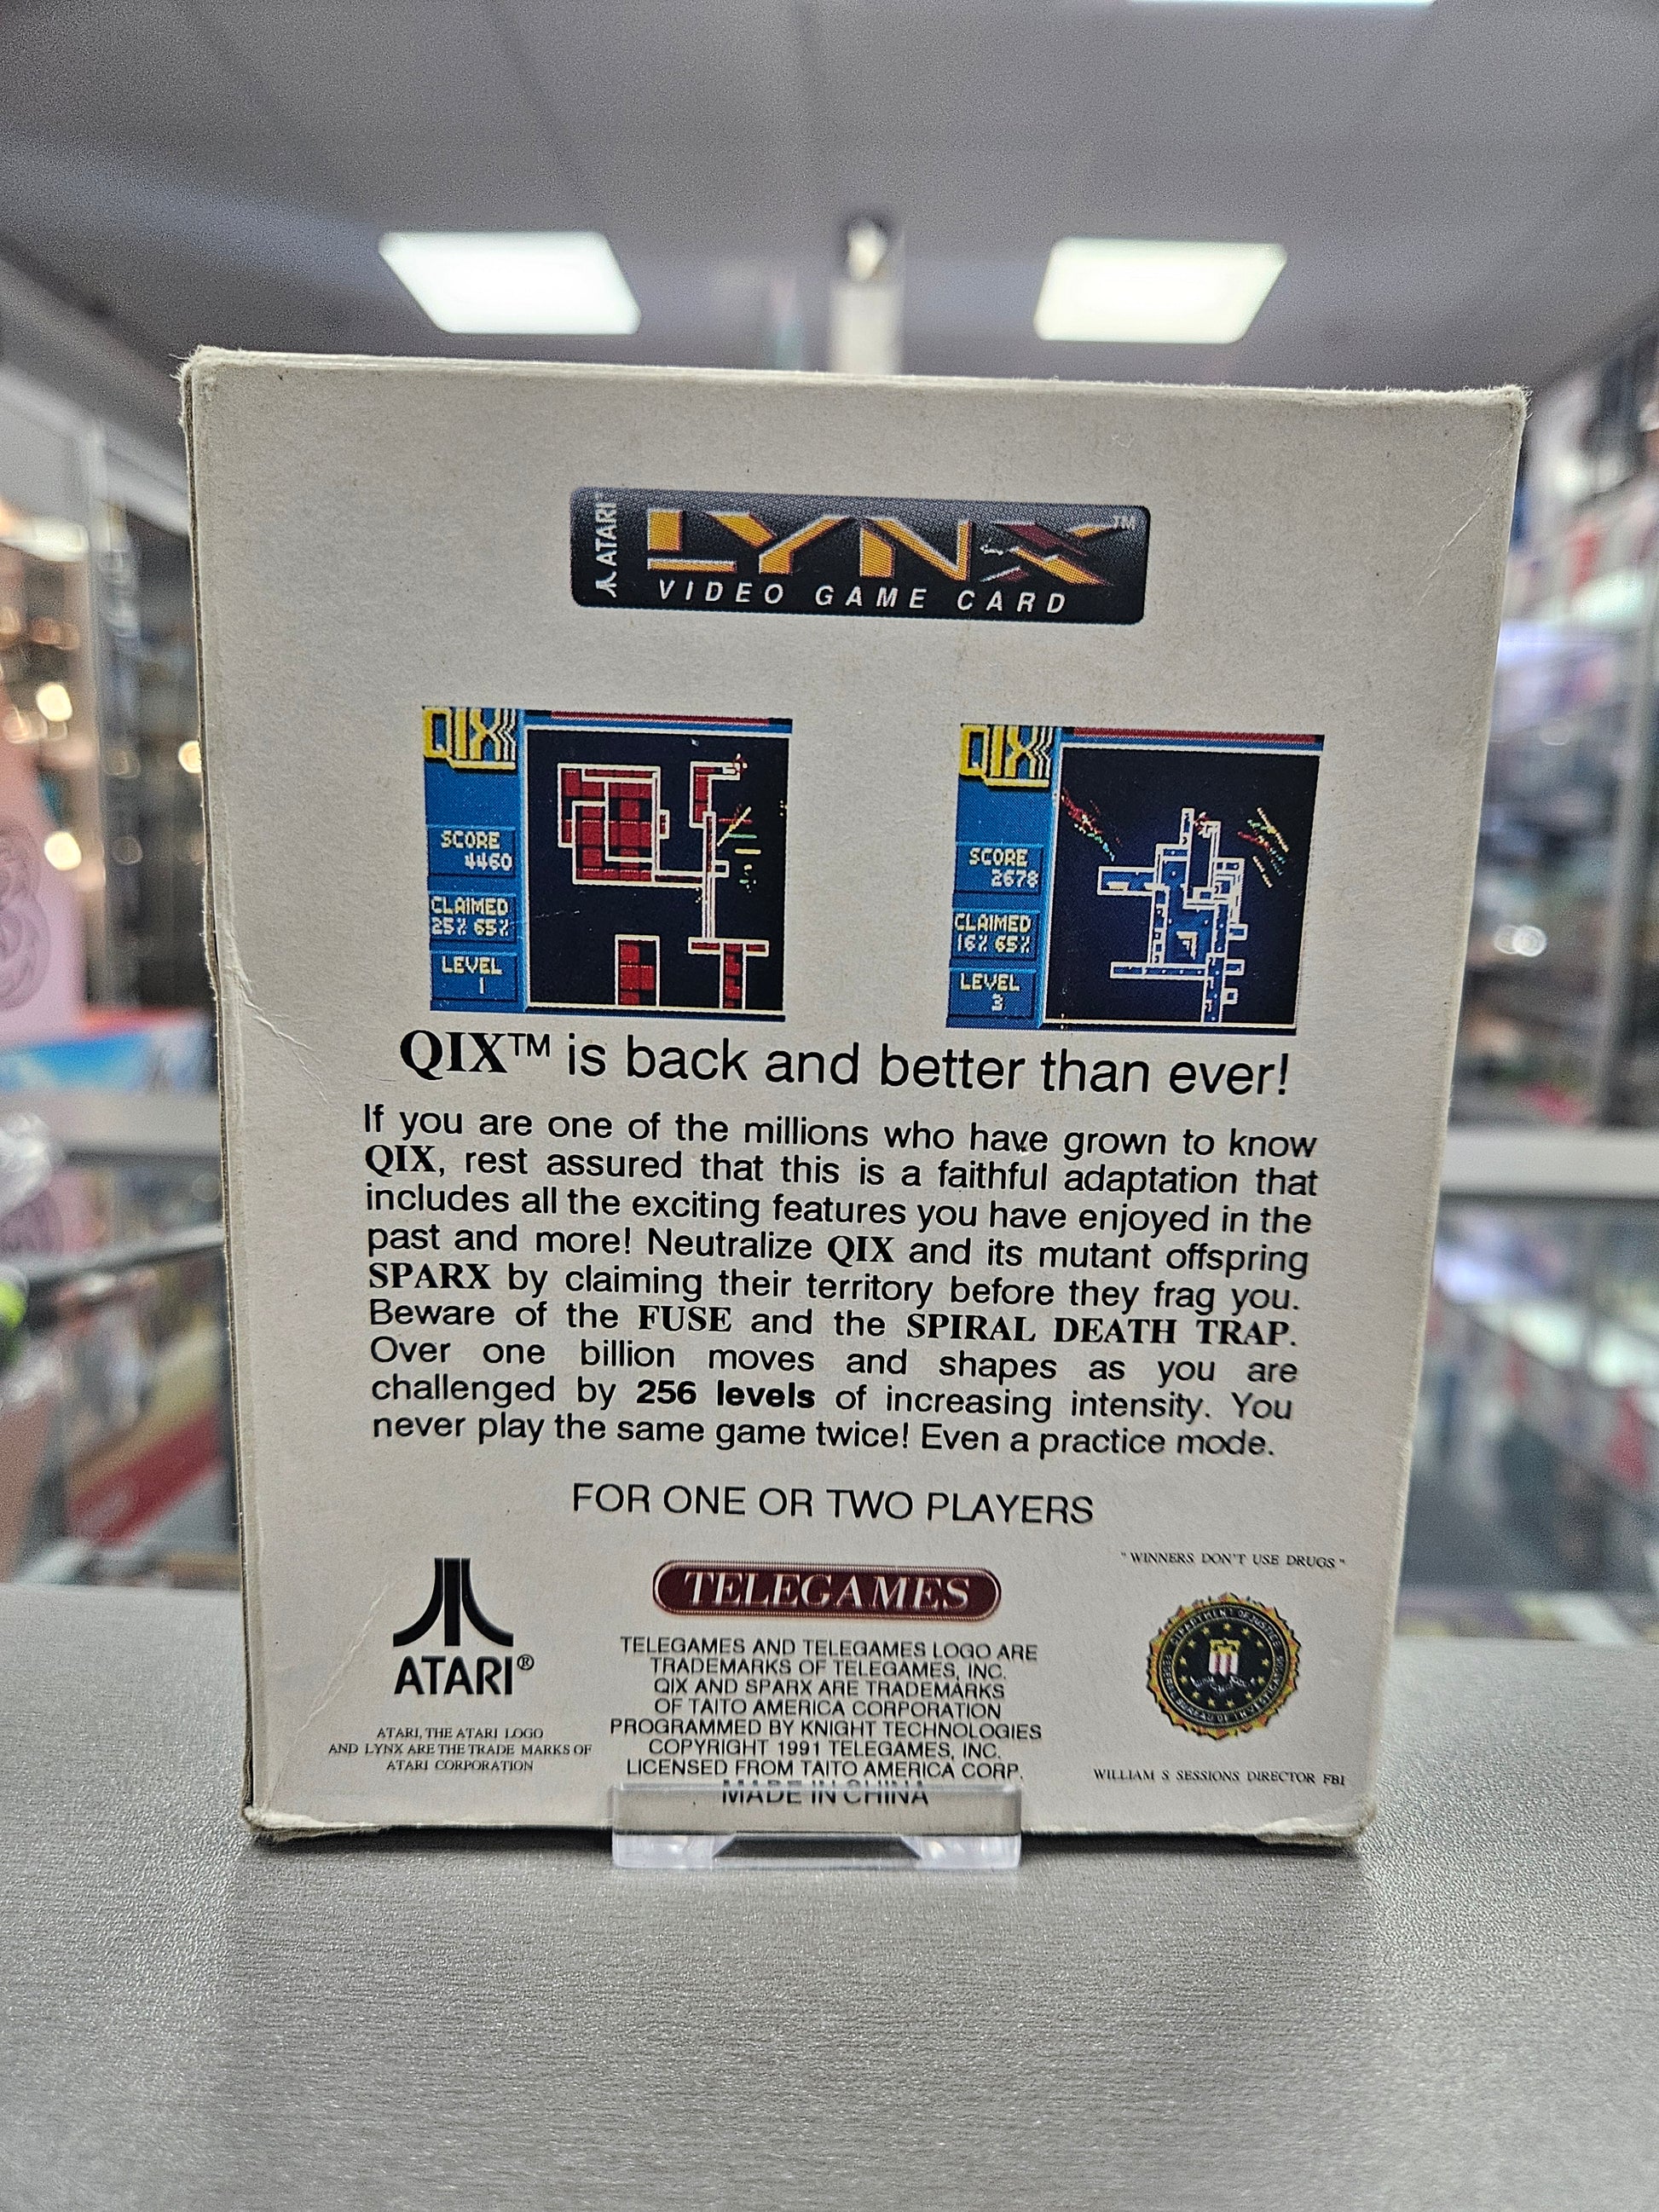 ATARI
LYNX™
VIDEO GAME CARD
QIX
SCORE
4460
CLAIMED
25% 65%
LEVEL
1
QIX
SCORE
2678
CLAIMED
16% 65%
LEVEL
3
QIX™ is back and better than ever!
If you are one of the millions who have grown to know
QIX, rest assured that this is a faithful adaptation that
includes all the exciting features you have enjoyed in the
past and more! Neutralize QIX and its mutant offspring
SPARX by claiming their territory before they frag you.
Beware of the FUSE and the SPIRAL DEATH TRAP.
Over one billion moves and shapes as you are
challenged by 256 levels of increasing intensity. You
never play the same game twice! Even a practice mode.
FOR ONE OR TWO PLAYERS
ATARI®
ATARI, THE ATARI LOGO
AND LYNX ARE THE TRADE MARKS OF
ATARI CORPORATION
TELEGAMES
TELEGAMES AND TELEGAMES LOGO ARE
TRADEMARKS OF TELEGAMES, INC.
QIX AND SPARX ARE TRADEMARKS
OF TAITO AMERICA CORPORATION
PROGRAMMED BY KNIGHT TECHNOLOGIES
COPYRIGHT 1991 TELEGAMES, INC.
LICENSED FROM TAITO AMERICA CORP.
MADE IN CHINA
"WINNERS DON'T USE DRUGS"
DEPARTMENT OF JUSTICE
FEDERAL BUREAU OF INVESTIGATION
WILLIAM S SESSIONS DIRECTOR FBI